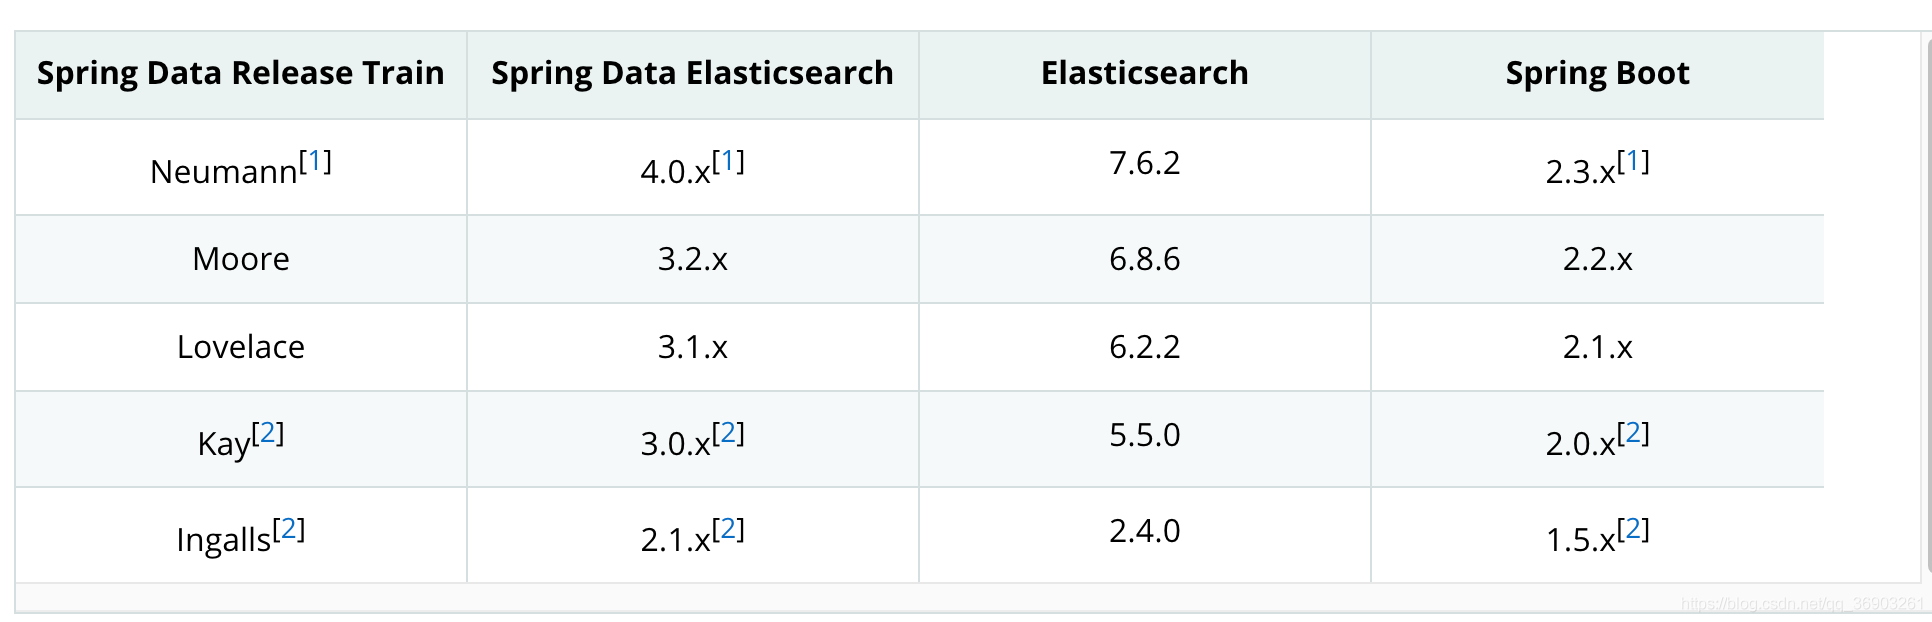 Spring Data Release Train Spring Data Elasticsearch Elasticsearch Spring Boot
Neumann[1] 4.0.x[1] 7.6.2 2.3.x[1]
Moore 3.2.x 6.8.6 2.2.x
Lovelace 3.1.x 6.2.2 2.1.x
Kay[2] 3.0.x[2] 5.5.0 2.0.x[2]
Ingalls[2] 2.1.x[2] 2.4.0 1.5.x[2]
https://blog.csdn.net/qq_36903261